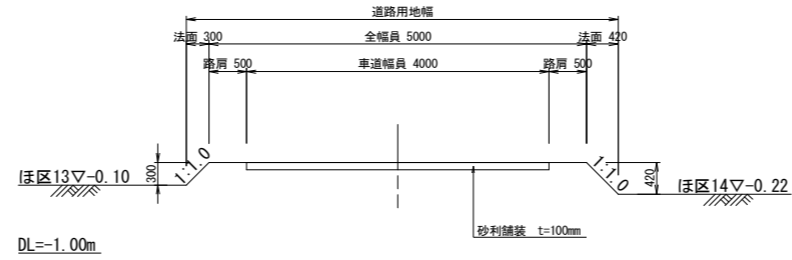 道路用地幅
法面 300 全幅員 5000 法面 420
路肩 500 車道幅員 4000 路肩 500
1:1.0 1:1.0
300 420
ほ区13▽-0.10 ほ区14▽-0.22
砂利舗装 t=100mm
DL=-1.00m